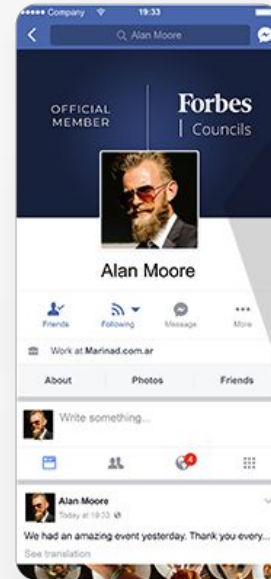 Company 19:33
Alan Moore
OFFICIAL
MEMBER
Forbes
Councils
Alan Moore
Friends Following Message More
Work at Marinad.com.ar
About Photos Friends
Write something...
4
Alan Moore
Today at 19:33
We had an amazing event yesterday. Thank you every...
See translation